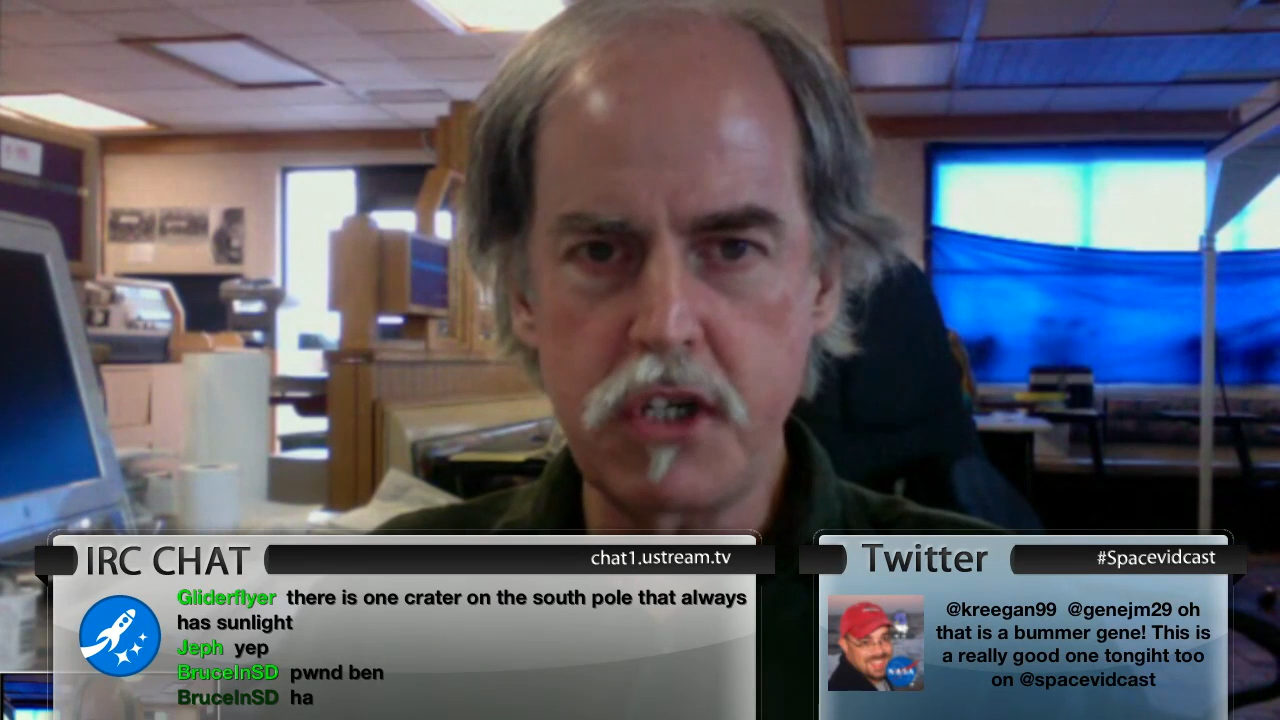 IRC CHAT
chat1.ustream.tv
Gliderflyer there is one crater on the south pole that always
has sunlight
Jeph yep
BruceInSD pwnd ben
BruceInSD ha
Twitter
#Spacevidcast
@kreegan99 @genejm29 oh
that is a bummer gene! This is
a really good one tongiht too
on @spacevidcast
NASA